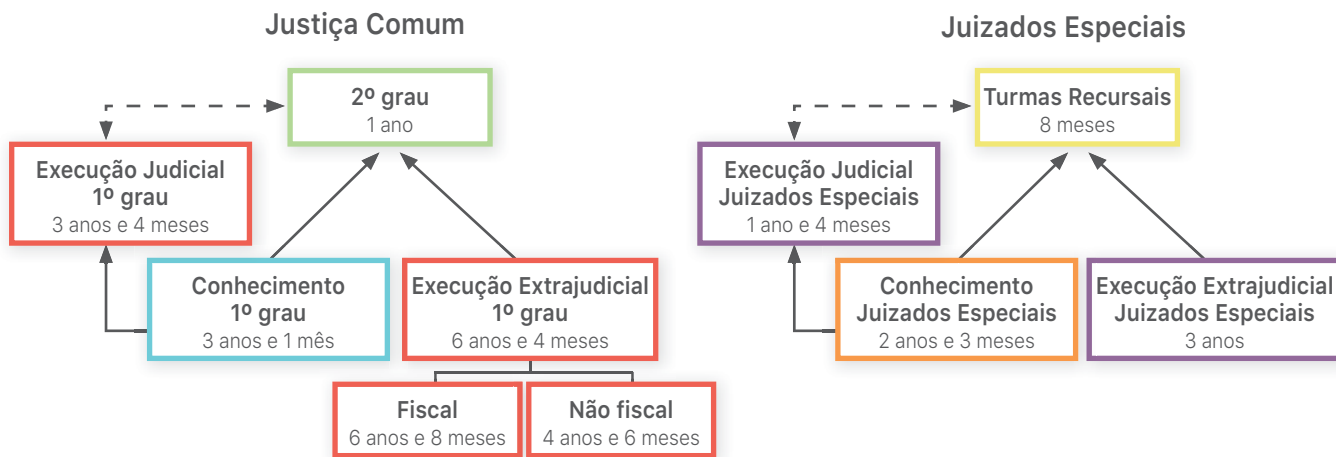 Justiça Comum
2º grau
1 ano
Execução Judicial
1º grau
3 anos e 4 meses
Conhecimento
1º grau
3 anos e 1 mês
Execução Extrajudicial
1º grau
6 anos e 4 meses
Fiscal
6 anos e 8 meses
Não fiscal
4 anos e 6 meses
Juizados Especiais
Turmas Recursais
8 meses
Execução Judicial
Juizados Especiais
1 ano e 4 meses
Conhecimento
Juizados Especiais
2 anos e 3 meses
Execução Extrajudicial
Juizados Especiais
3 anos